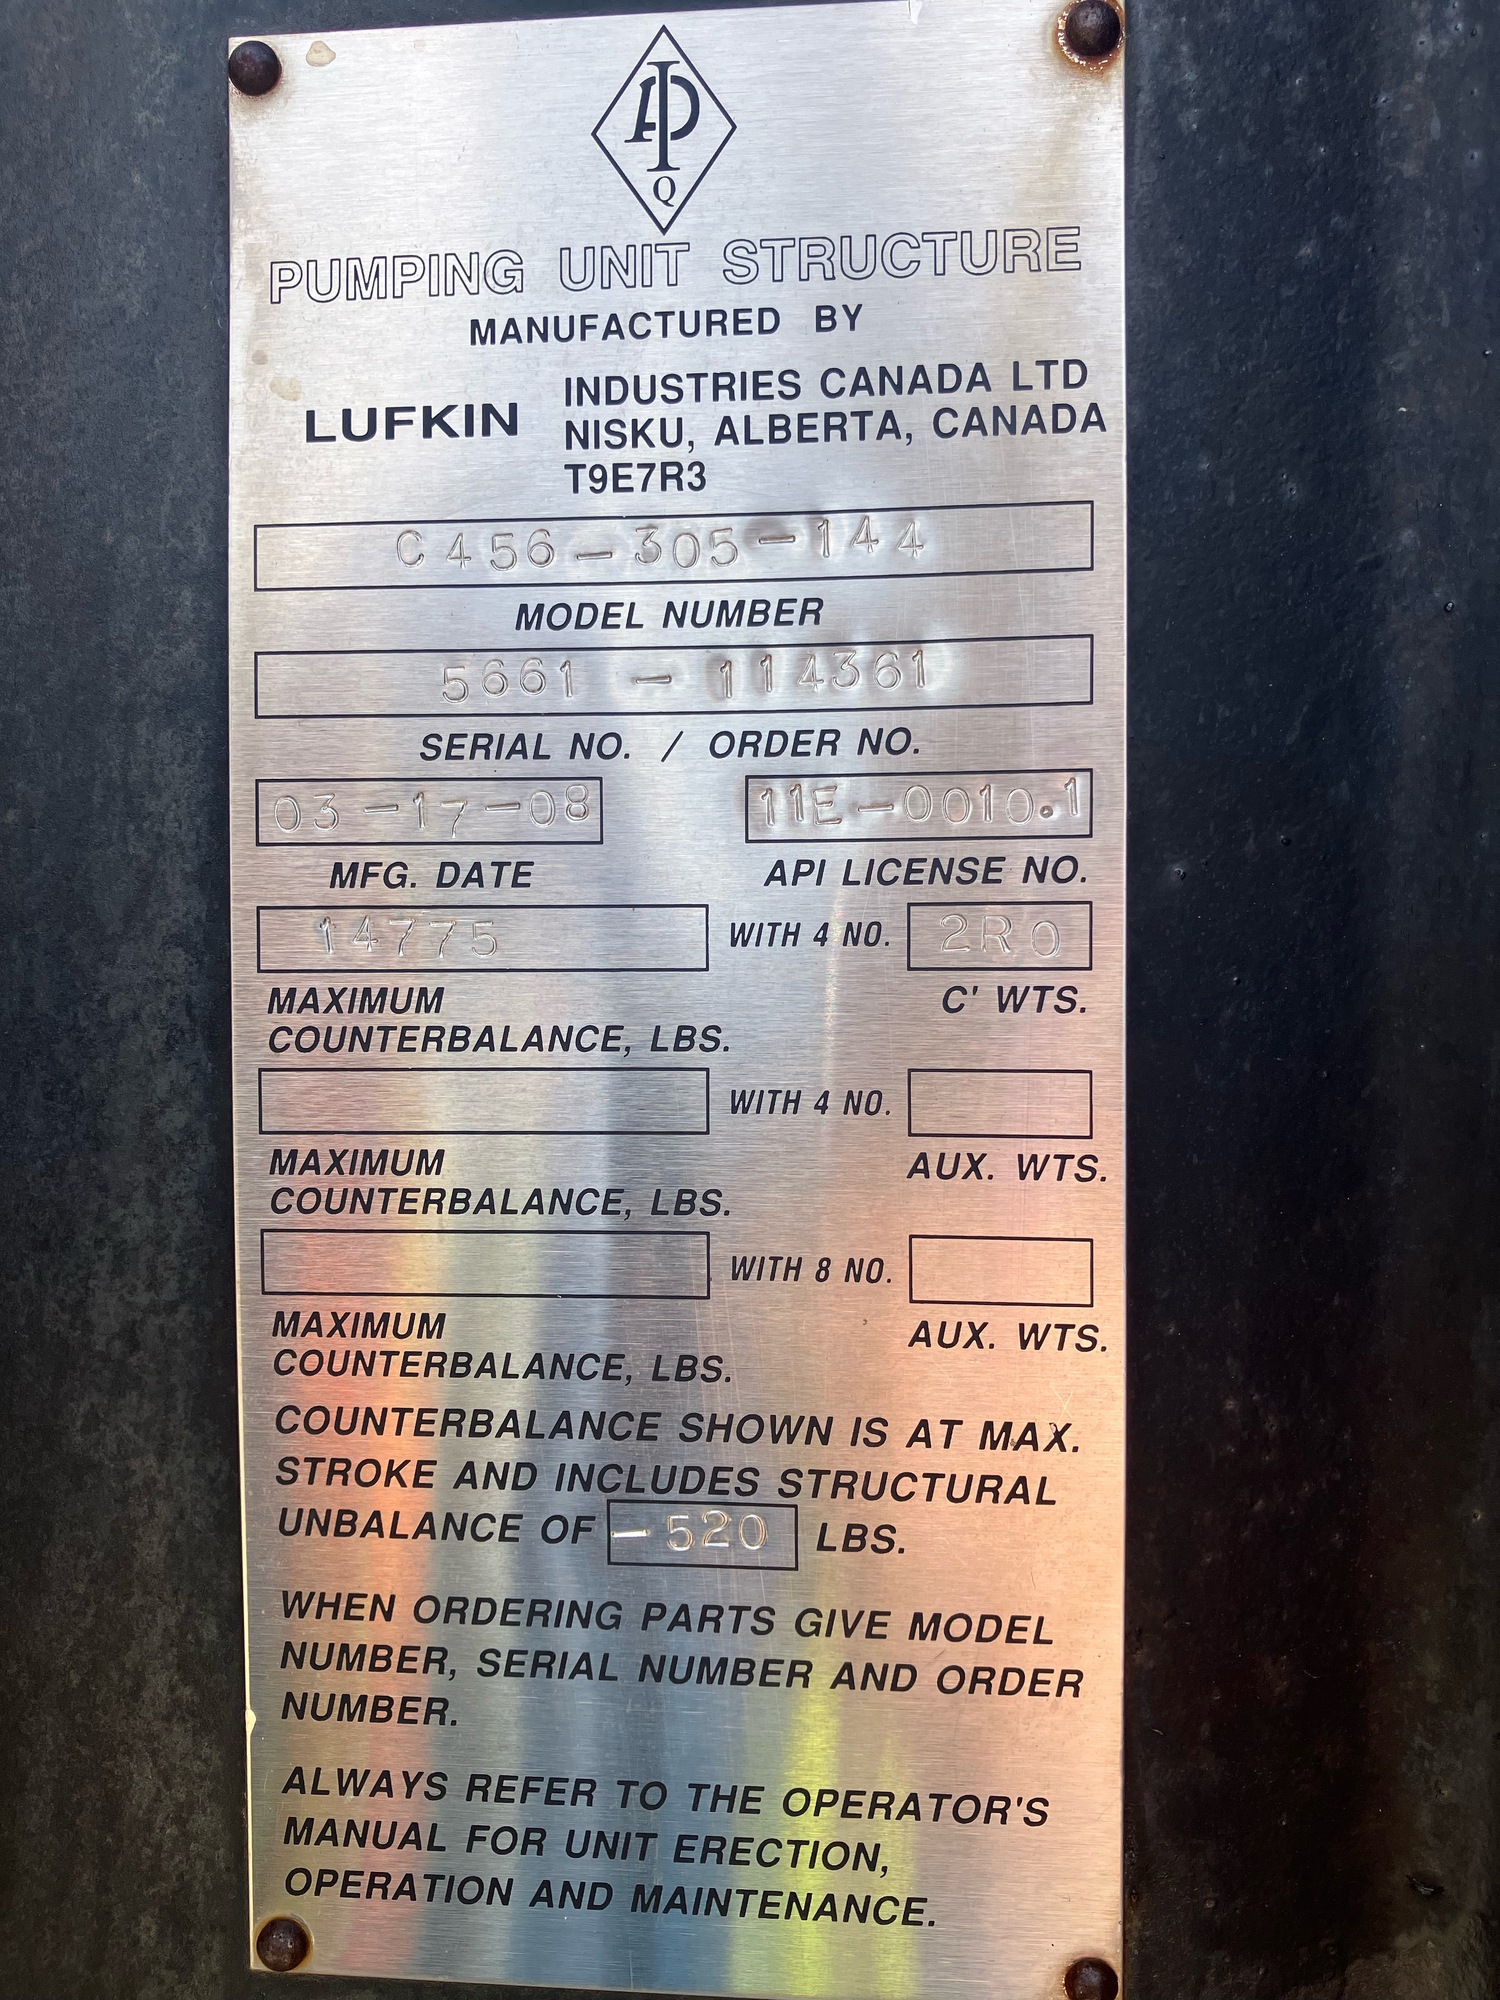 API
Q
PUMPING UNIT STRUCTURE
MANUFACTURED BY
LUFKIN
INDUSTRIES CANADA LTD
NISKU, ALBERTA, CANADA
T9E7R3
C456-305-144
MODEL NUMBER
5661 - 114361
SERIAL NO. / ORDER NO.
03-17-08 11E-0010.1
MFG. DATE API LICENSE NO.
14775 WITH 4 NO. 2RO
MAXIMUM C' WTS.
COUNTERBALANCE, LBS.
WITH 4 NO.
MAXIMUM AUX. WTS.
COUNTERBALANCE, LBS.
WITH 8 NO.
MAXIMUM AUX. WTS.
COUNTERBALANCE, LBS.
COUNTERBALANCE SHOWN IS AT MAX.
STROKE AND INCLUDES STRUCTURAL
UNBALANCE OF -520 LBS.
WHEN ORDERING PARTS GIVE MODEL
NUMBER, SERIAL NUMBER AND ORDER
NUMBER.
ALWAYS REFER TO THE OPERATOR'S
MANUAL FOR UNIT ERECTION,
OPERATION AND MAINTENANCE.